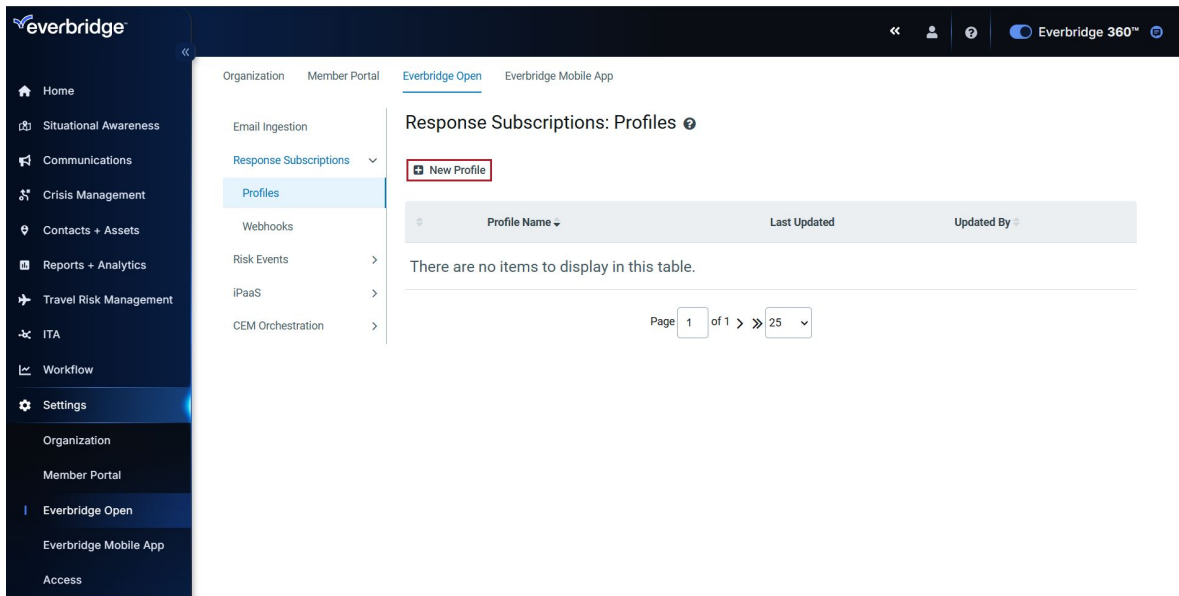 everbridge
Everbridge 360™
Home
Situational Awareness
Communications
Crisis Management
Contacts + Assets
Reports + Analytics
Travel Risk Management
ITA
Workflow
Settings
Organization
Member Portal
Everbridge Open
Everbridge Mobile App
Access
Organization Member Portal Everbridge Open Everbridge Mobile App
Email Ingestion
Response Subscriptions
Profiles
Webhooks
Risk Events
iPaaS
CEM Orchestration
Response Subscriptions: Profiles
New Profile
Profile Name Last Updated Updated By
There are no items to display in this table.
Page 1 of 1 25